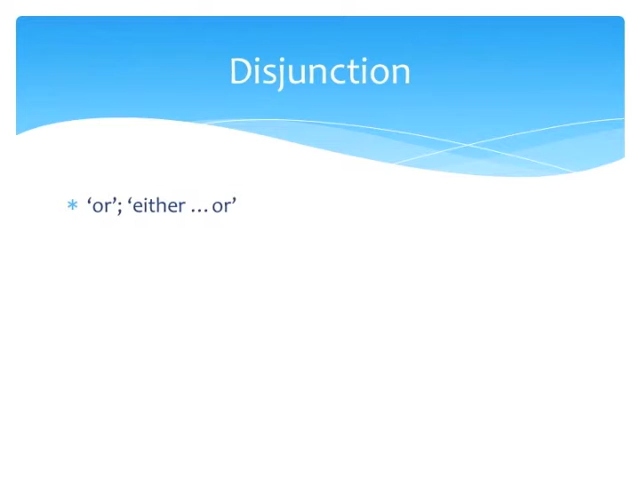 Disjunction
‘or’; ‘either … or’